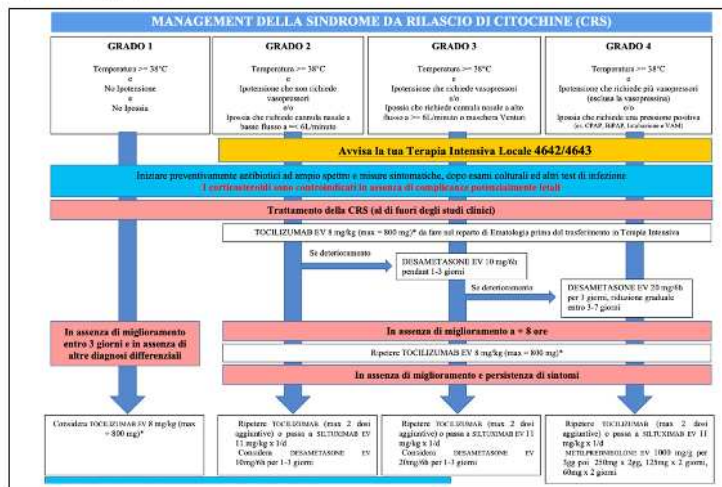 MANAGEMENT DELLA SINDROME DA RILASCIO DI CITOCHINE (CRS)
GRADO 1
Temperatura >= 38°C
e
No Ipotensione
e
No Ipossia
GRADO 2
Temperatura >= 38°C
e
Ipotensione che non richiede
vasopressori
e/o
Ipossia che richiede cannula nasale a
basso flusso a =< 6L/minuto
GRADO 3
Temperatura >= 38°C
e
Ipotensione che richiede vasopressori
e/o
Ipossia che richiede cannula nasale a alto
flusso a >= 6L/minuto o maschera Venturi
GRADO 4
Temperatura >= 38°C
e
Ipotensione che richiede più vasopressori
(esclusa la vasopressina)
e/o
Ipossia che richiede una pressione positiva
(es. CPAP, BiPAP, Intubazione e VAM)
Avvisa la tua Terapia Intensiva Locale 4642/4643
Iniziare preventivamente antibiotici ad ampio spettro e misure sintomatiche, dopo esami colturali ed altri test di infezione
I corticosteroidi sono controindicati in assenza di complicanze potenzialmente fatali
Trattamento della CRS (al di fuori degli studi clinici)
TOCILIZUMAB EV 8 mg/kg (max = 800 mg)* da fare nel reparto di Ematologia prima del trasferimento in Terapia Intensiva
Se deterioramento
DESAMETASONE EV 10 mg/6h
pendant 1-3 giorni
Se deterioramento
DESAMETASONE EV 20 mg/6h
per 3 giorni, riduzione graduale
entro 3-7 giorni
In assenza di miglioramento
entro 3 giorni e in assenza di
altre diagnosi differenziali
In assenza di miglioramento a + 8 ore
Ripetere TOCILIZUMAB EV 8 mg/kg (max = 800 mg)*
In assenza di miglioramento e persistenza di sintomi
Considera TOCILIZUMAB EV 8 mg/kg (max
= 800 mg)*
Ripetere TOCILIZUMAB (max 2 dosi
aggiuntive) o passa a SILTUXIMAB EV
11 mg/kg x 1/d
Considera DESAMETASONE EV
10mg/6h per 1-3 giorni
Ripetere TOCILIZUMAB (max 2 dosi
aggiuntive) o passa a SILTUXIMAB EV 11
mg/kg x 1/d
Considera DESAMETASONE EV
20mg/6h per 1-3 giorni
Ripetere TOCILIZUMAB (max 2 dosi
aggiuntive) o passa a SILTUXIMAB EV 11
mg/kg x 1/d
METILPREDNISOLONE EV 1000 mg/g per
3gg poi 250mg x 2gg, 125mg x 2 giorni,
60mg x 2 giorni